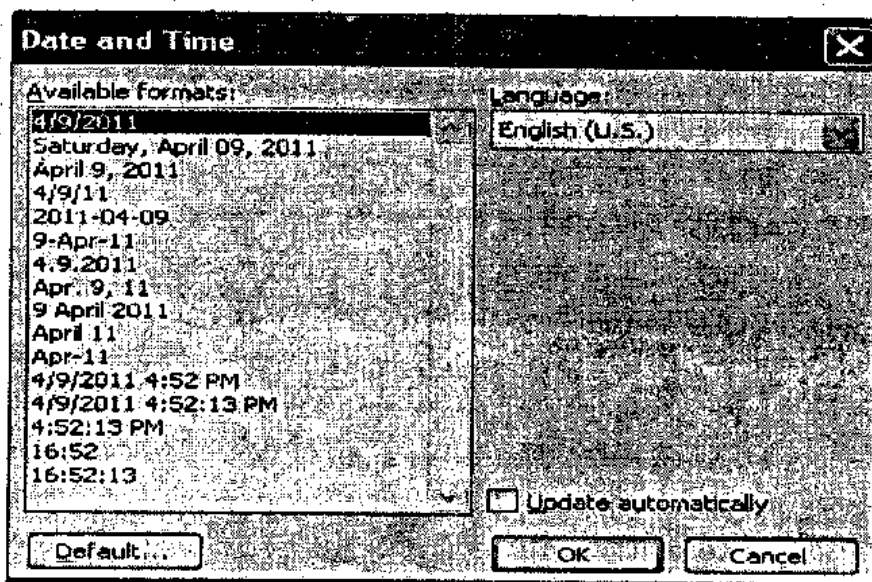 Date and Time
Available formats:
4/9/2011
Saturday, April 09, 2011
April 9, 2011
4/9/11
2011-04-09
9-Apr-11
4.9.2011
Apr. 9, 11
9 April 2011
April 11
Apr-11
4/9/2011 4:52 PM
4/9/2011 4:52:13 PM
4:52:13 PM
16:52
16:52:13
Language:
English (U.S.)
Update automatically
Default...
OK
Cancel